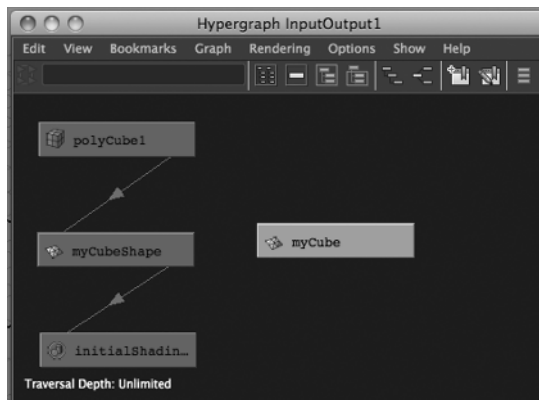 Hypergraph InputOutput1
Edit View Bookmarks Graph Rendering Options Show Help
polyCube1
myCubeShape
myCube
initialShadin...
Traversal Depth: Unlimited